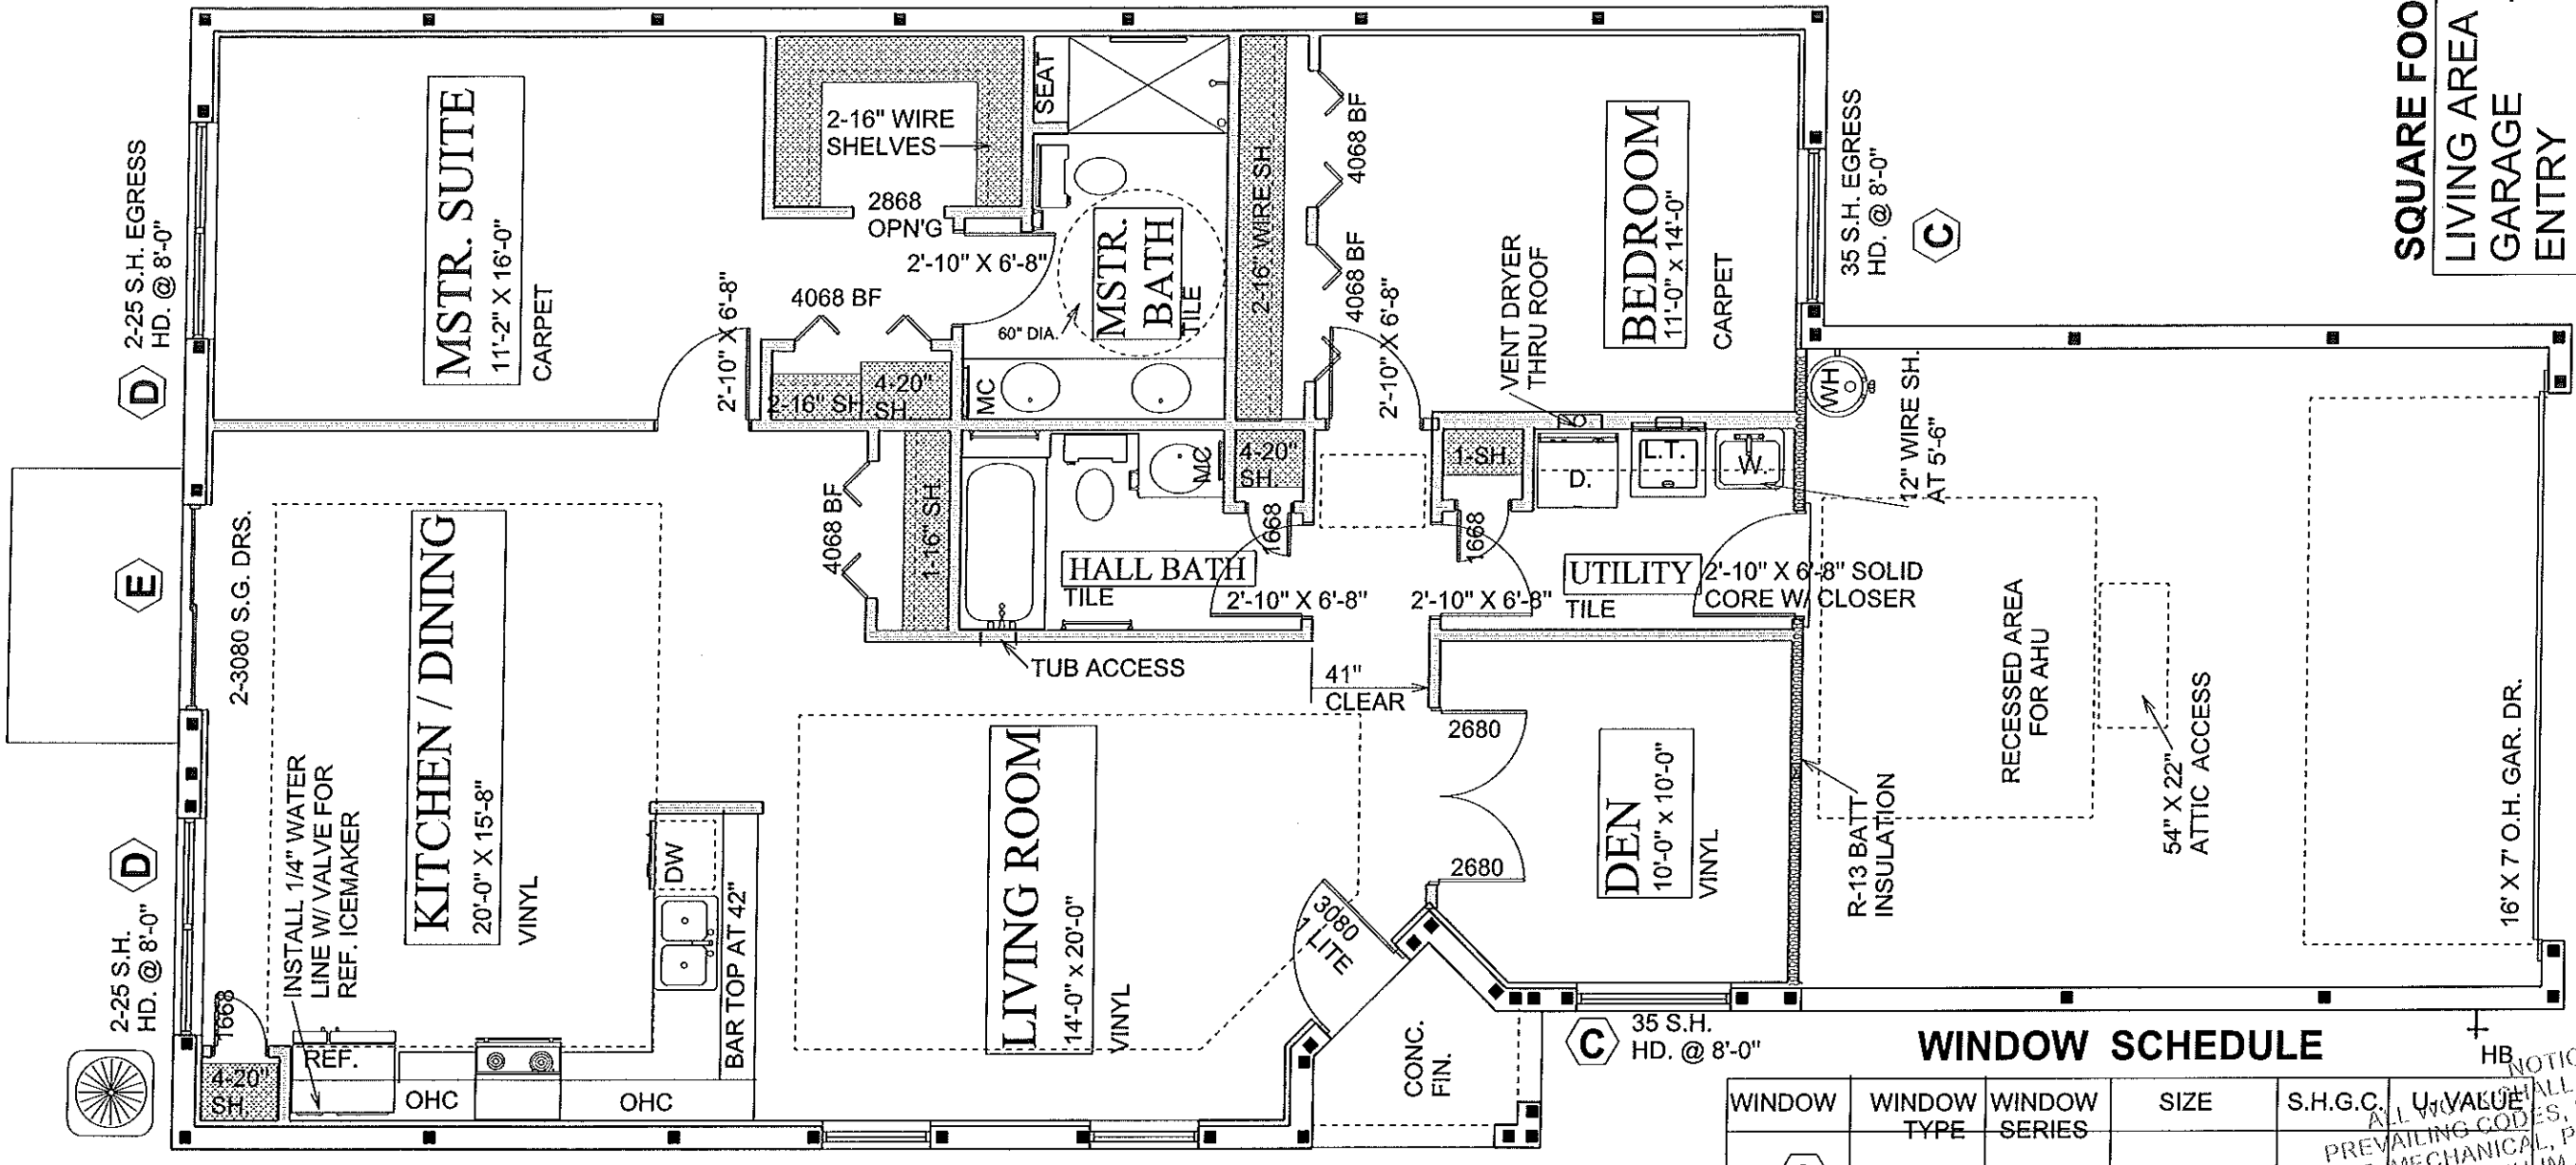 2-25 S.H. EGRESS
HD. @ 8'-0"
D
MSTR. SUITE
11'-2" X 16'-0"
CARPET
2'-10" X 6'-8"
2-16" WIRE
SHELVES
2868
OPN'G
2'-10" X 6'-8"
4068 BF
2-16" SH.
4-20"
SH.
SEAT
MSTR.
BATH
TILE
60" DIA.
MC
2-16" WIRE SH.
4068 BF
4068 BF
2'-10" X 6'-8"
BEDROOM
11'-0" x 14'-0"
CARPET
VENT DRYER
THRU ROOF
35 S.H. EGRESS
HD. @ 8'-0"
C
SQUARE FOO
LIVING AREA
GARAGE
ENTRY
E
2-3080 S.G. DRS.
KITCHEN / DINING
20'-0" X 15'-8"
VINYL
INSTALL 1/4" WATER
LINE W/ VALVE FOR
REF. ICEMAKER
D
2-25 S.H.
HD. @ 8'-0"
1668
4-20"
SH.
REF.
OHC
OHC
DW
BAR TOP AT 42"
4068 BF
1-16" SH.
HALL BATH
TILE
MC
4-20"
SH.
1668
2'-10" X 6'-8"
TUB ACCESS
41"
CLEAR
1-SH.
1668
2'-10" X 6'-8"
D.
L.T.
W.
UTILITY
TILE
2'-10" X 6'-8" SOLID
CORE W/ CLOSER
12" WIRE SH.
AT 5'-6"
WH
LIVING ROOM
14'-0" x 20'-0"
VINYL
3080
1 LITE
2680
2680
DEN
10'-0" x 10'-0"
VINYL
R-13 BATT
INSULATION
RECESSED AREA
FOR AHU
54" X 22"
ATTIC ACCESS
16' X 7' O.H. GAR. DR.
CONC.
FIN.
C
35 S.H.
HD. @ 8'-0"
HB
WINDOW SCHEDULE
WINDOW
WINDOW
TYPE
WINDOW
SERIES
SIZE
S.H.G.C.
U-VALUE
NOTIC
ALL SHALL
PREVAILING CODES,
MECHANICAL, P